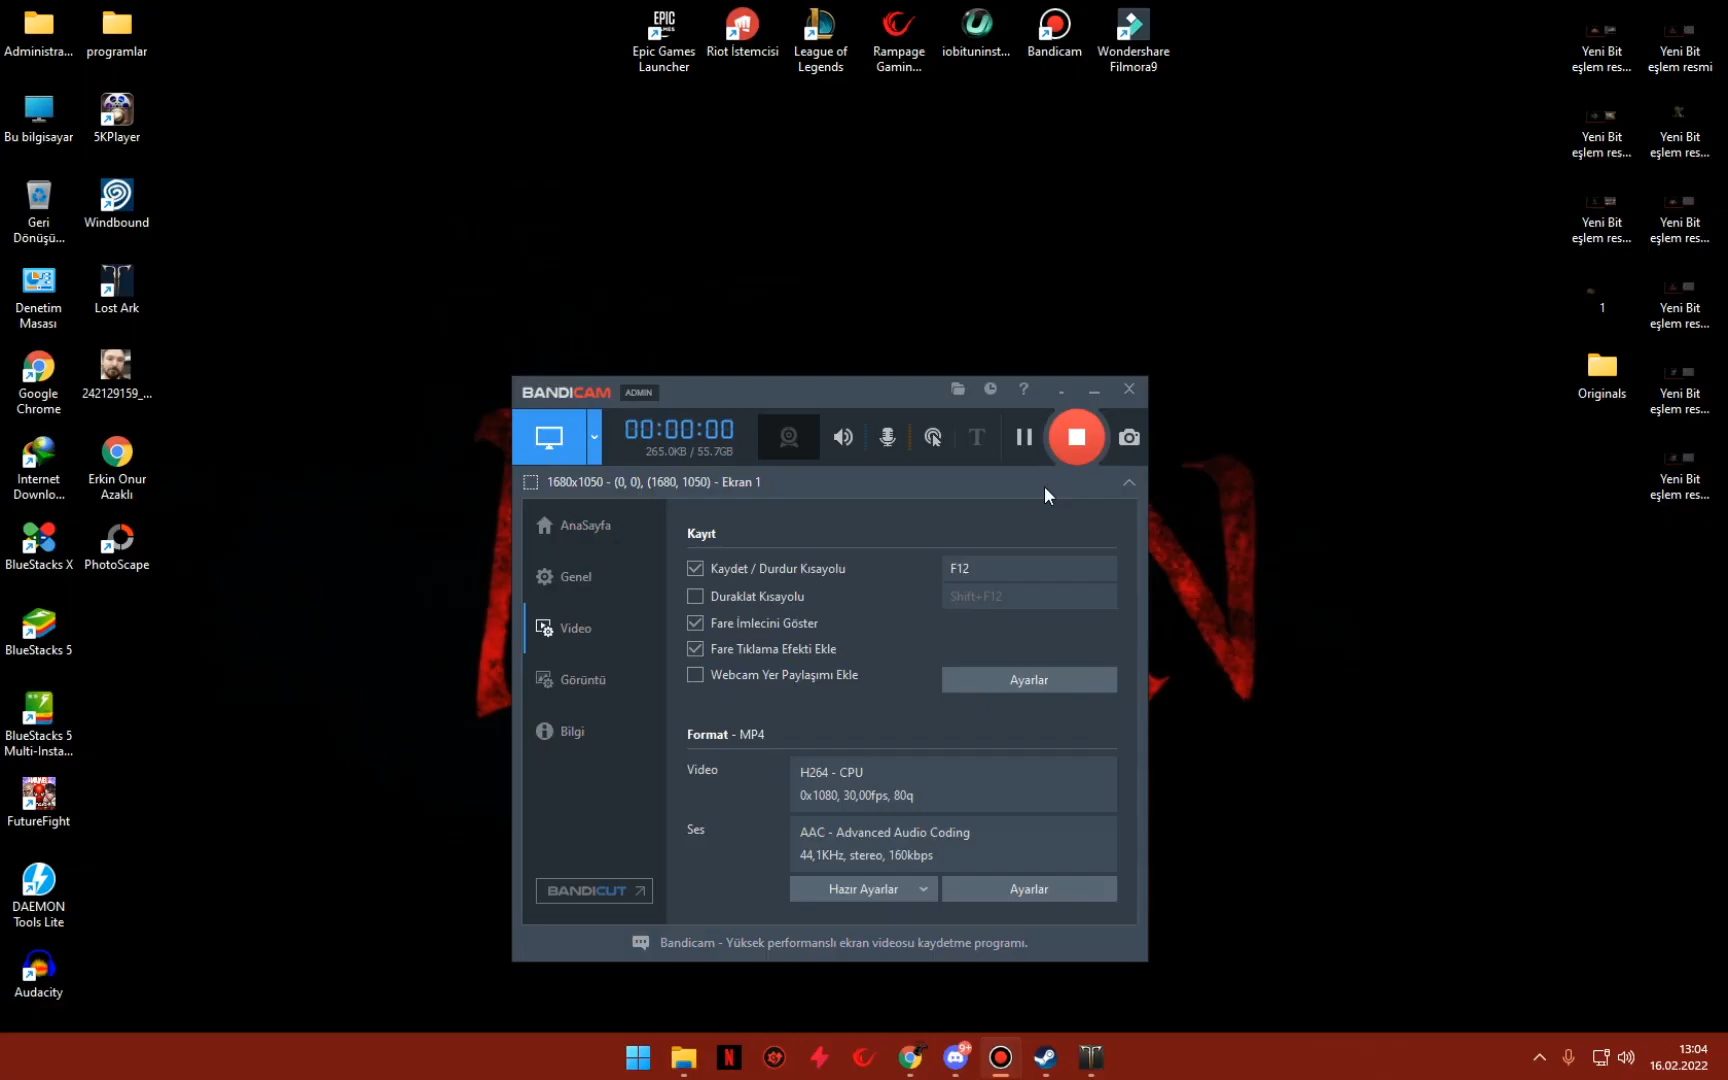 Administra...
programlar
Bu bilgisayar
5KPlayer
Geri
Dönüşü...
Windbound
Denetim
Masası
Lost Ark
Google
Chrome
242129159_...
Internet
Downlo...
Erkin Onur
Azaklı
BlueStacks X
PhotoScape
BlueStacks 5
BlueStacks 5
Multi-Insta...
FutureFight
DAEMON
Tools Lite
Audacity
EPIC
GAMES
Epic Games
Launcher
Riot İstemcisi
League of
Legends
Rampage
Gamin...
iobituninst...
Bandicam
Wondershare
Filmora9
Yeni Bit
eşlem res...
Yeni Bit
eşlem resmi
Yeni Bit
eşlem res...
Yeni Bit
eşlem res...
Yeni Bit
eşlem res...
Yeni Bit
eşlem res...
1
Yeni Bit
eşlem res...
Originals
Yeni Bit
eşlem res...
Yeni Bit
eşlem res...
BANDICAM ADMIN
00:00:00
265.0KB / 55.7GB
1680x1050 - (0, 0), (1680, 1050) - Ekran 1
AnaSayfa
Genel
Video
Görüntü
Bilgi
BANDICUT
Kayıt
Kaydet / Durdur Kısayolu F12
Duraklat Kısayolu Shift+F12
Fare İmlecini Göster
Fare Tıklama Efekti Ekle
Webcam Yer Paylaşımı Ekle
Ayarlar
Format - MP4
Video
H264 - CPU
0x1080, 30,00fps, 80q
Ses
AAC - Advanced Audio Coding
44,1KHz, stereo, 160kbps
Hazır Ayarlar
Ayarlar
Bandicam - Yüksek performanslı ekran videosu kaydetme programı.
9+
13:04
16.02.2022